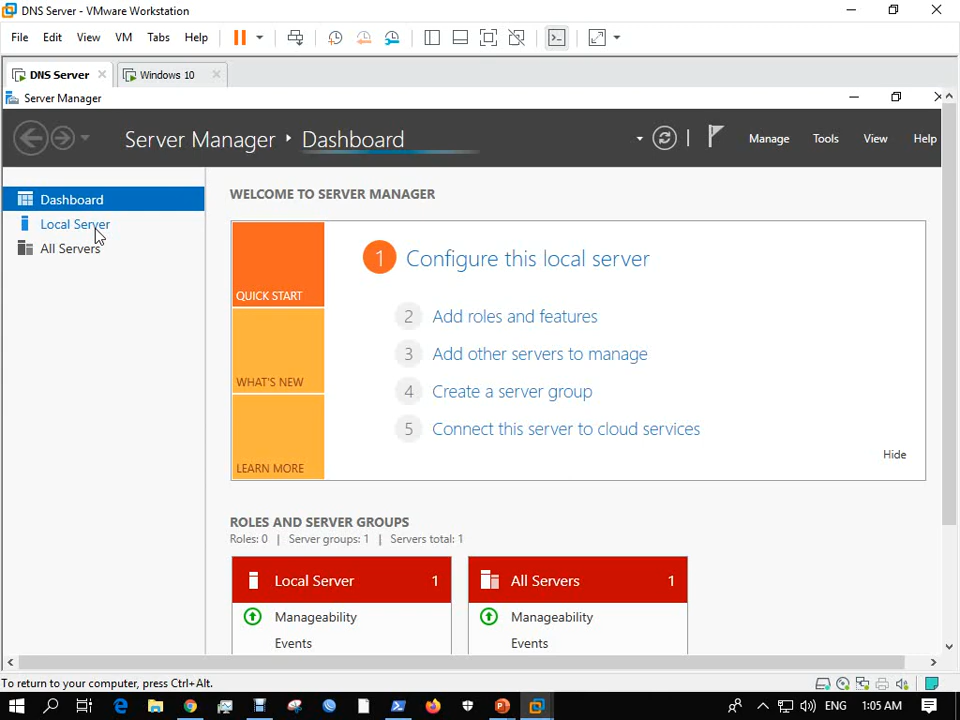 DNS Server - VMware Workstation
File Edit View VM Tabs Help
DNS Server Windows 10
Server Manager
Server Manager Dashboard Manage Tools View Help
Dashboard
Local Server
All Servers
WELCOME TO SERVER MANAGER
QUICK START
WHAT'S NEW
LEARN MORE
1 Configure this local server
2 Add roles and features
3 Add other servers to manage
4 Create a server group
5 Connect this server to cloud services
Hide
ROLES AND SERVER GROUPS
Roles: 0 | Server groups: 1 | Servers total: 1
Local Server 1
Manageability
Events
All Servers 1
Manageability
Events
To return to your computer, press Ctrl+Alt.
ENG 1:05 AM